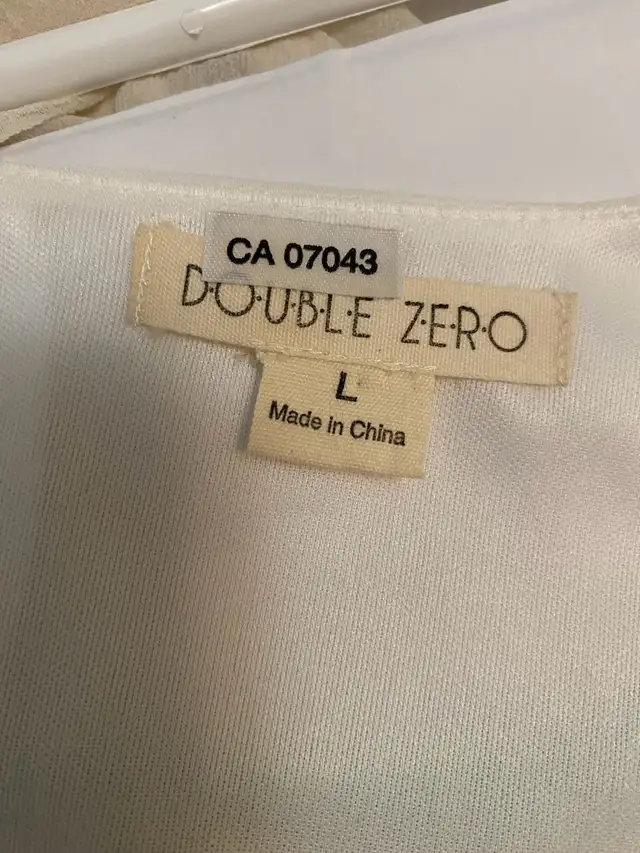 CA 07043
D·O·U·B·L·E Z·E·R·O
L
Made in China